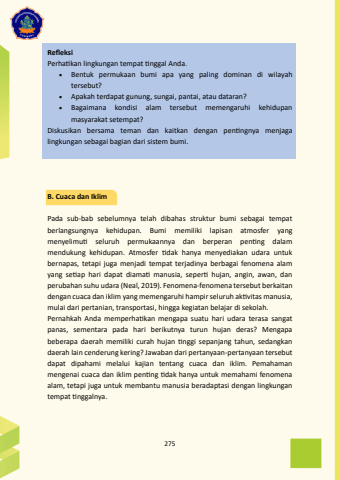 Refleksi
Perhatikan lingkungan tempat tinggal Anda.
• Bentuk permukaan bumi apa yang paling dominan di wilayah
tersebut?
• Apakah terdapat gunung, sungai, pantai, atau dataran?
• Bagaimana kondisi alam tersebut memengaruhi kehidupan
masyarakat setempat?
Diskusikan bersama teman dan kaitkan dengan pentingnya menjaga
lingkungan sebagai bagian dari sistem bumi.
B. Cuaca dan Iklim
Pada sub-bab sebelumnya telah dibahas struktur bumi sebagai tempat
berlangsungnya kehidupan. Bumi memiliki lapisan atmosfer yang
menyelimuti seluruh permukaannya dan berperan penting dalam
mendukung kehidupan. Atmosfer tidak hanya menyediakan udara untuk
bernapas, tetapi juga menjadi tempat terjadinya berbagai fenomena alam
yang setiap hari dapat diamati manusia, seperti hujan, angin, awan, dan
perubahan suhu udara (Neal, 2019). Fenomena-fenomena tersebut berkaitan
dengan cuaca dan iklim yang memengaruhi hampir seluruh aktivitas manusia,
mulai dari pertanian, transportasi, hingga kegiatan belajar di sekolah.
Pernahkah Anda memperhatikan mengapa suatu hari udara terasa sangat
panas, sementara pada hari berikutnya turun hujan deras? Mengapa
beberapa daerah memiliki curah hujan tinggi sepanjang tahun, sedangkan
daerah lain cenderung kering? Jawaban dari pertanyaan-pertanyaan tersebut
dapat dipahami melalui kajian tentang cuaca dan iklim. Pemahaman
mengenai cuaca dan iklim penting tidak hanya untuk memahami fenomena
alam, tetapi juga untuk membantu manusia beradaptasi dengan lingkungan
tempat tinggalnya.
275